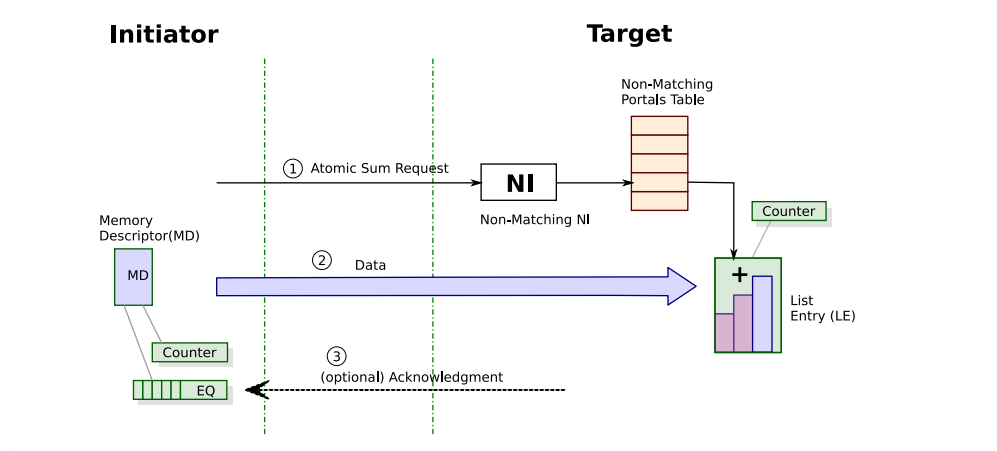 Initiator
Target
Non-Matching
Portals Table
① Atomic Sum Request
NI
Non-Matching NI
Counter
Memory
Descriptor(MD)
MD
② Data
+
List
Entry (LE)
Counter
③
(optional) Acknowledgment
EQ